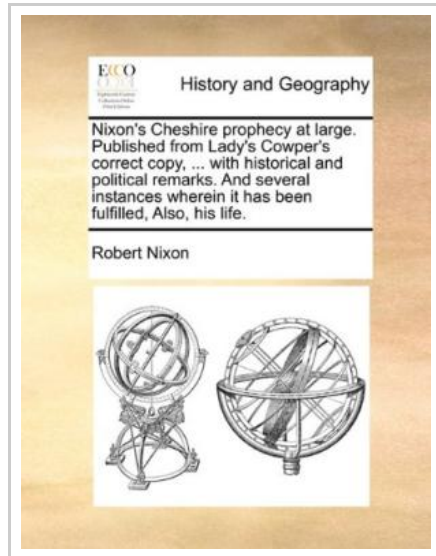 ECCO
History and Geography
Nixon's Cheshire prophecy at large.
Published from Lady's Cowper's
correct copy, ... with historical and
political remarks. And several
instances wherein it has been
fulfilled, Also, his life.
Robert Nixon